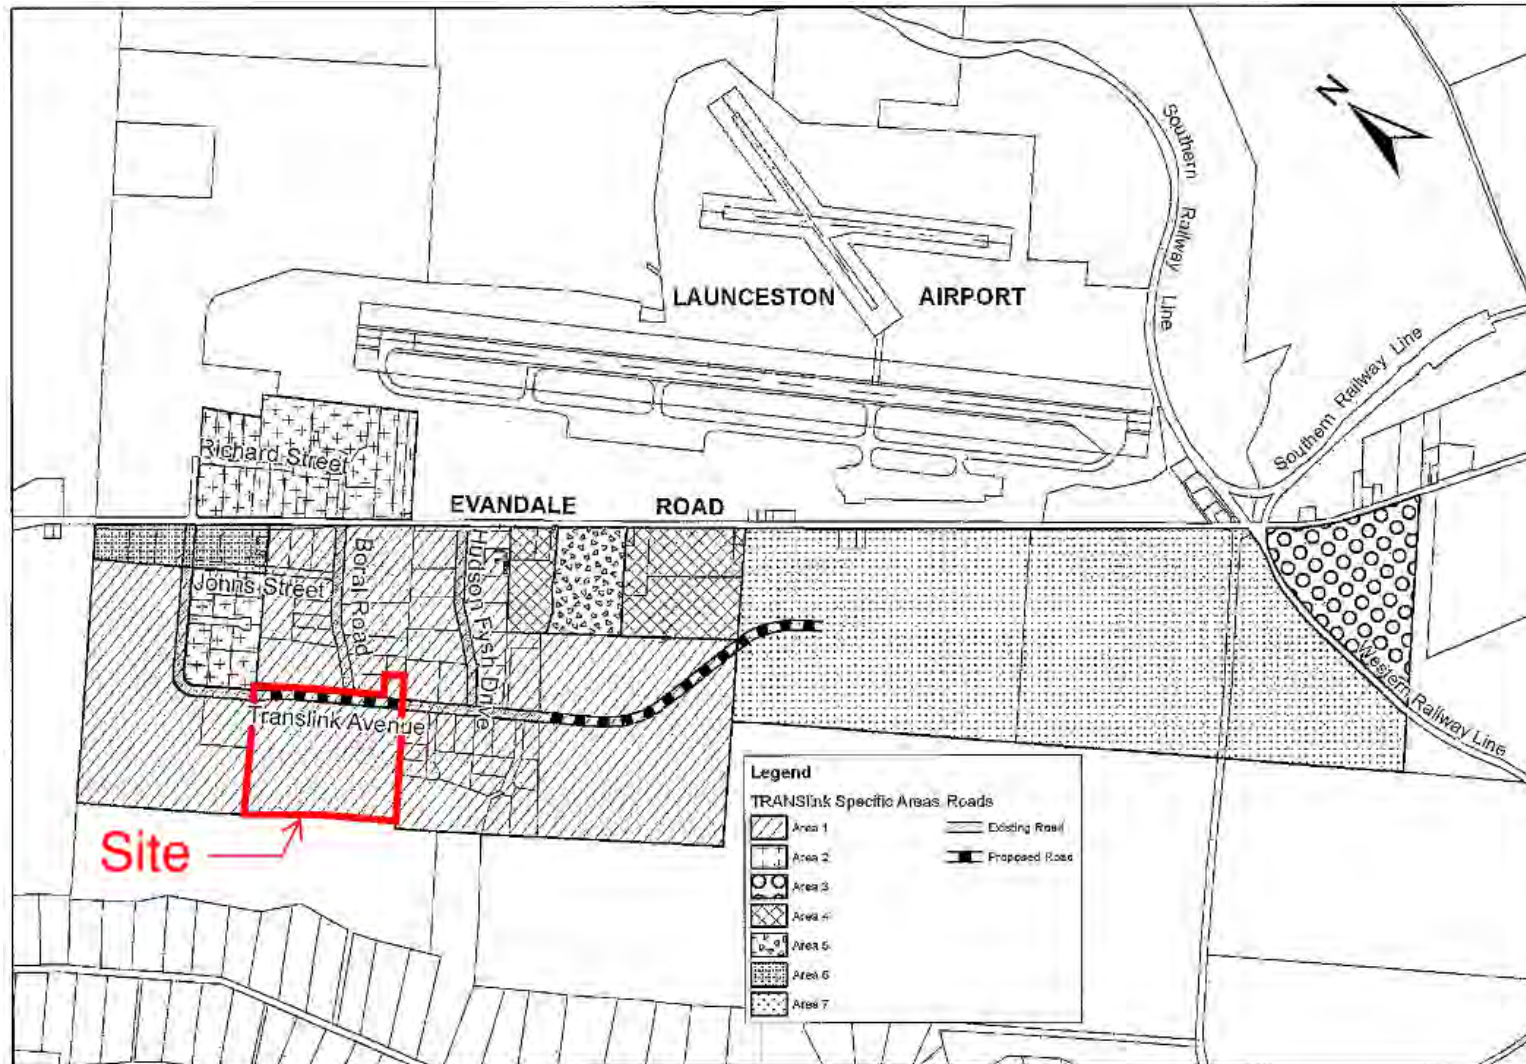 N
Southern Railway Line
LAUNCESTON AIRPORT
Southern Railway Line
Richard Street
EVANDALE ROAD
Boral Road
Hudson Fysh Drive
Johns Street
Translink Avenue
Western Railway Line
Site
Legend
TRANSlink Specific Areas Roads
Area 1 Existing Road
Area 2 Proposed Road
Area 3
Area 4
Area 5
Area 6
Area 7